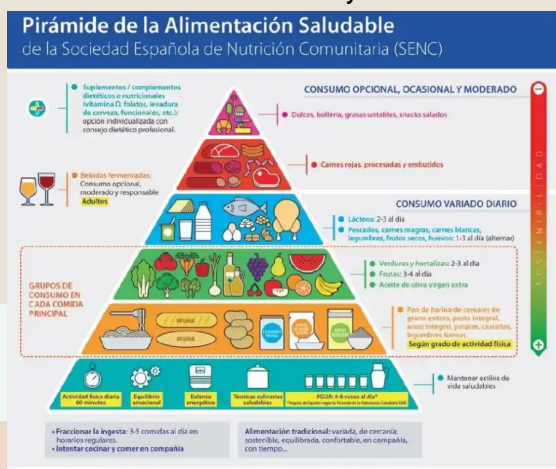 Pirámide de la Alimentación Saludable
de la Sociedad Española de Nutrición Comunitaria (SENC)
Suplementos / complementos
dietéticos o nutricionales
(vitamina D, folatos, levadura
de cerveza, funcionales, etc.):
opción individualizada con
consejo dietético profesional.
CONSUMO OPCIONAL, OCASIONAL Y MODERADO
Dulces, bollería, grasas untables, snacks salados
Bebidas fermentadas:
Consumo opcional,
moderado y responsable
Adultos
Carnes rojas, procesadas y embutidos
CONSUMO VARIADO DIARIO
Lácteos: 2-3 al día
Pescados, carnes magras, carnes blancas,
legumbres, frutos secos, huevos: 1-3 al día (alternar)
SOSTENIBILIDAD
GRUPOS DE
CONSUMO EN
CADA COMIDA
PRINCIPAL
Verduras y hortalizas: 2-3 al día
Frutas: 3-4 al día
Aceite de oliva virgen extra
Pan de harina de cereales de
grano entero, pasta integral,
arroz integral, patatas, castañas,
legumbres tiernas
Según grado de actividad física
Actividad física diaria
60 minutos
Equilibrio
emocional
Balance
energético
Técnicas culinarias
saludables
AGUA: 4-6 vasos al día*
Mantener estilos de
vida saludables
• Fraccionar la ingesta: 3-5 comidas al día en
horarios regulares.
• Intentar cocinar y comer en compañía
Alimentación tradicional: variada, de cercanía,
sostenible, equilibrada, confortable, en compañía,
con tiempo...